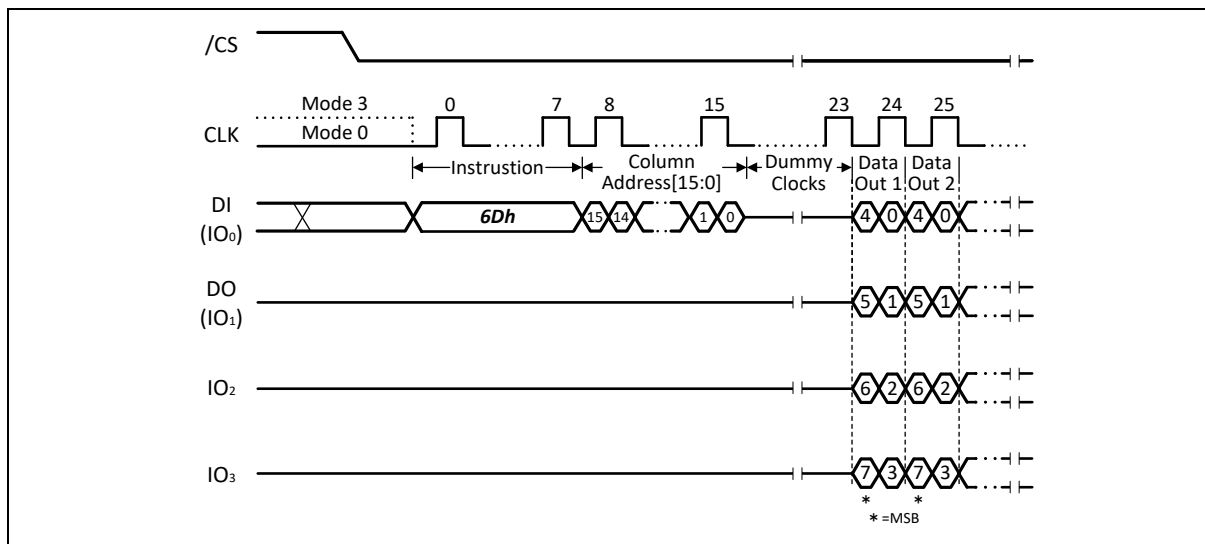 /CS
Mode 3 0 7 8 15 23 24 25
CLK Mode 0
Instrustion Column Address[15:0] Dummy Clocks Data Out 1 Data Out 2
DI (IO0) 6Dh 15 14 1 0 4 0 4 0
DO (IO1) 5 1 5 1
IO2 6 2 6 2
IO3 7 3 7 3
* *
* =MSB